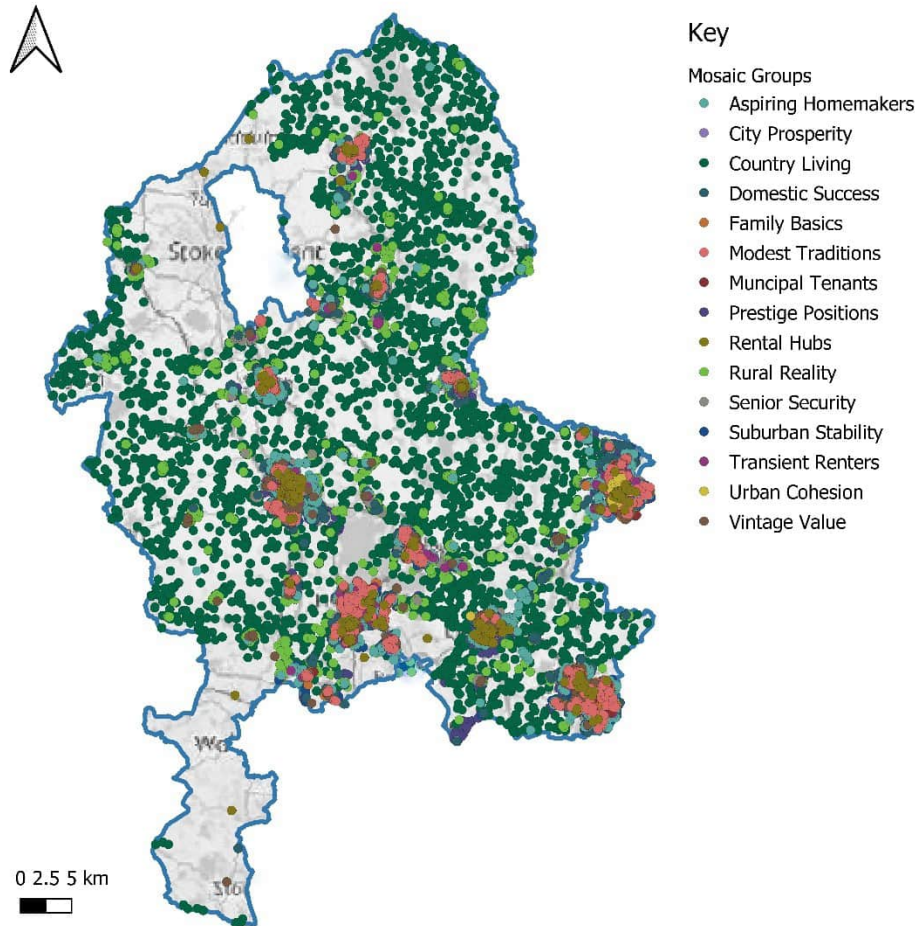 Key
Mosaic Groups
Aspiring Homemakers
City Prosperity
Country Living
Domestic Success
Family Basics
Modest Traditions
Muncipal Tenants
Prestige Positions
Rental Hubs
Rural Reality
Senior Security
Suburban Stability
Transient Renters
Urban Cohesion
Vintage Value
0 2.5 5 km